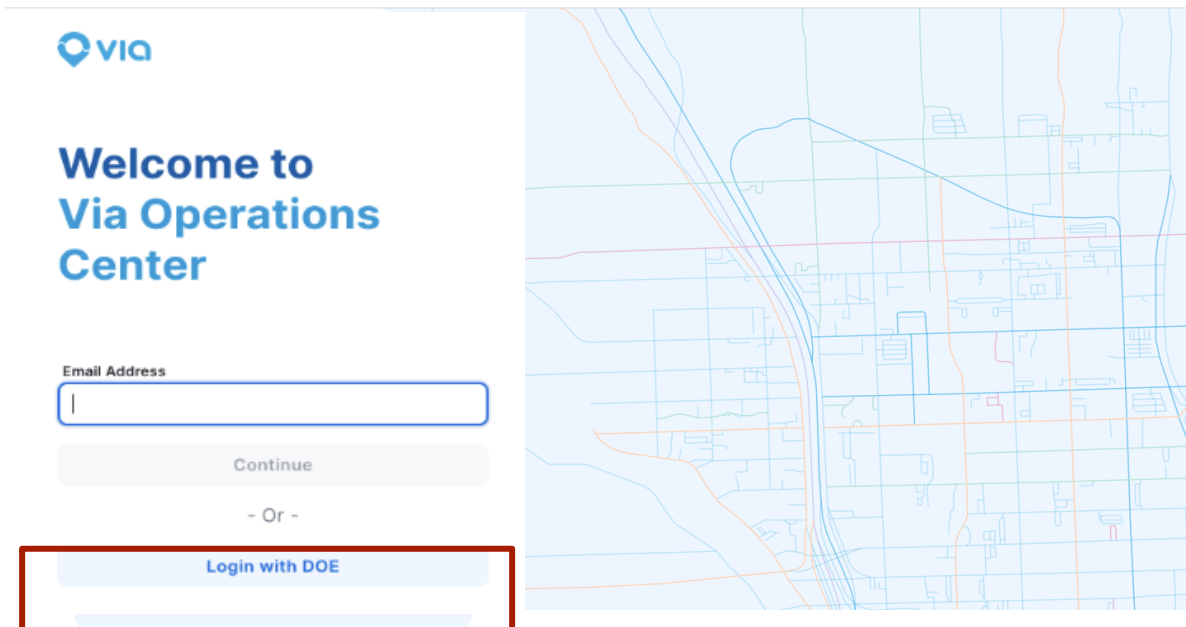 via
Welcome to
Via Operations
Center
Email Address
Continue
- Or -
Login with DOE